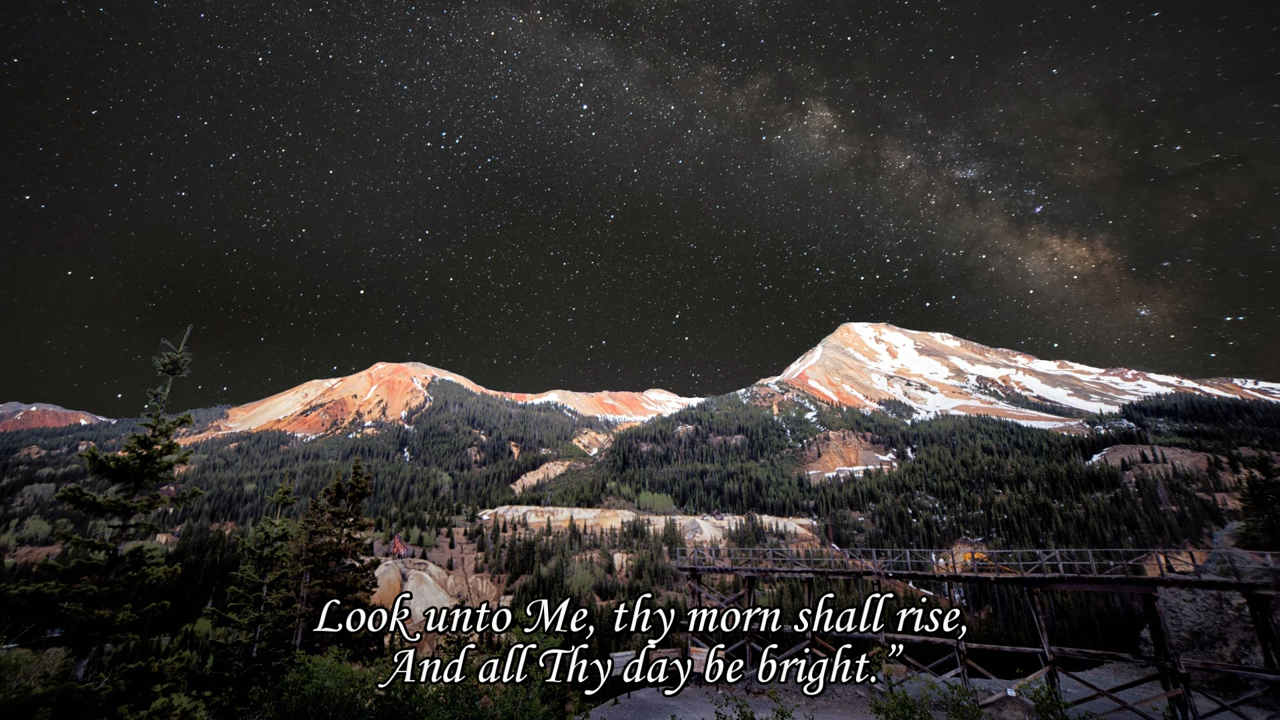 Look unto Me, thy morn shall rise,
And all Thy day be bright.”